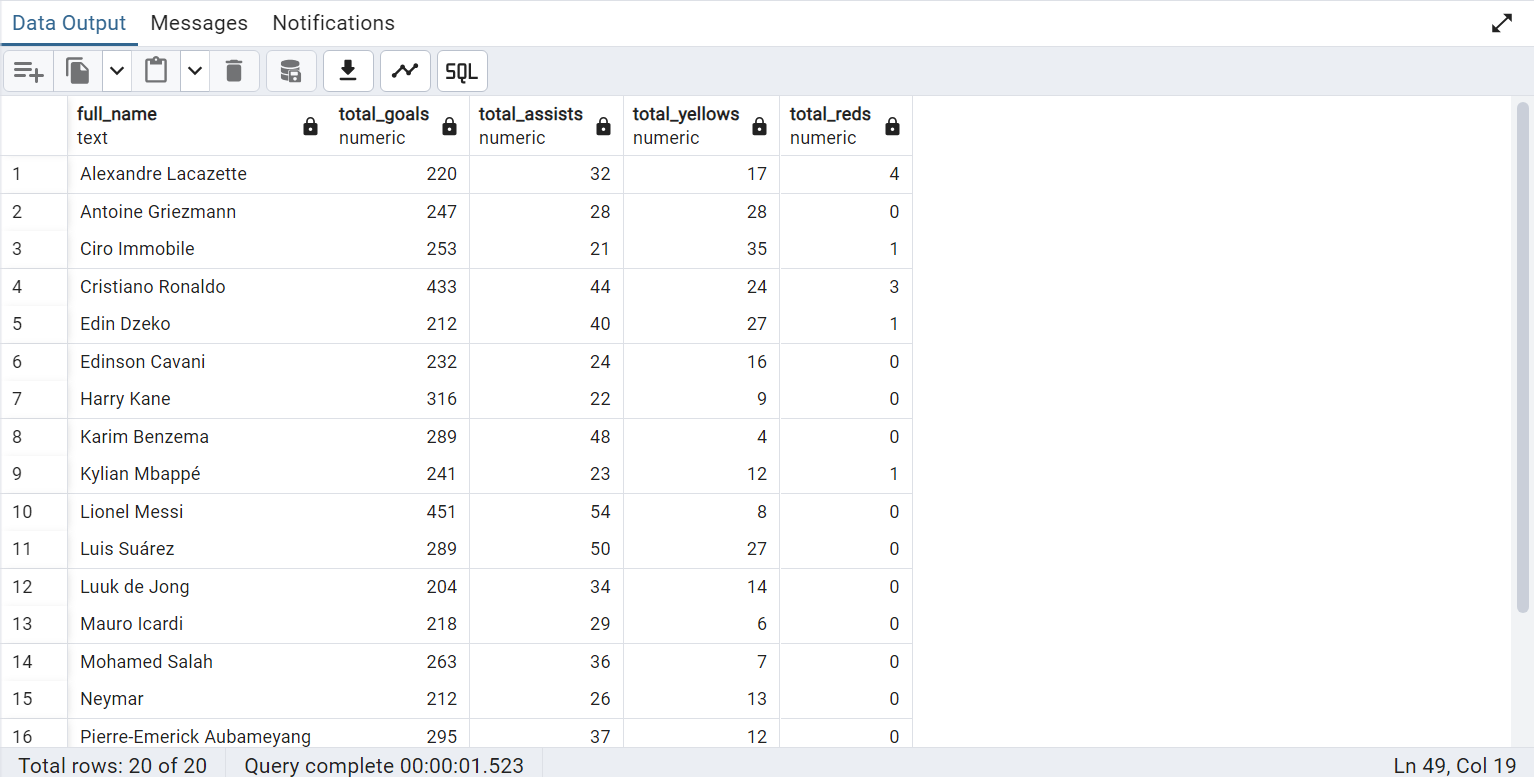 Data Output Messages Notifications
SQL
full_name total_goals total_assists total_yellows total_reds
text numeric numeric numeric numeric
1 Alexandre Lacazette 220 32 17 4
2 Antoine Griezmann 247 28 28 0
3 Ciro Immobile 253 21 35 1
4 Cristiano Ronaldo 433 44 24 3
5 Edin Dzeko 212 40 27 1
6 Edinson Cavani 232 24 16 0
7 Harry Kane 316 22 9 0
8 Karim Benzema 289 48 4 0
9 Kylian Mbappé 241 23 12 1
10 Lionel Messi 451 54 8 0
11 Luis Suárez 289 50 27 0
12 Luuk de Jong 204 34 14 0
13 Mauro Icardi 218 29 6 0
14 Mohamed Salah 263 36 7 0
15 Neymar 212 26 13 0
16 Pierre-Emerick Aubameyang 295 37 12 0
Total rows: 20 of 20 Query complete 00:00:01.523 Ln 49, Col 19